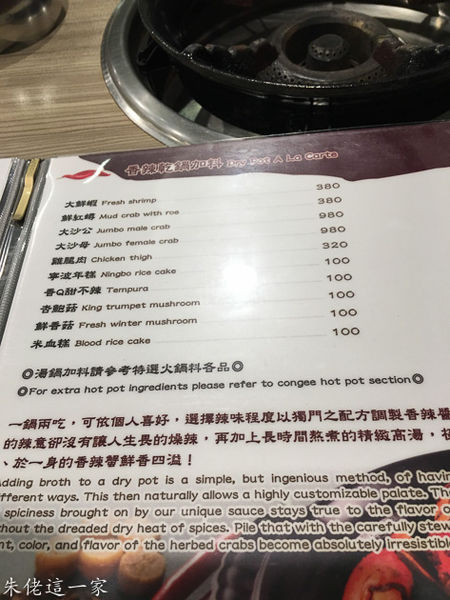 香辣乾鍋加料 Dry Pot A La Carte
大鮮蝦 Fresh shrimp 380
鮮紅蟳 Mud crab with roe 380
大沙公 Jumbo male crab 980
大沙母 Jumbo female crab 980
雞腿肉 Chicken thigh 320
寧波年糕 Ningbo rice cake 100
香Q甜不辣 Tempura 100
杏鮑菇 King trumpet mushroom 100
鮮香菇 Fresh winter mushroom 100
米血糕 Blood rice cake 100
◎湯鍋加料請參考特選火鍋料各品◎
◎For extra hot pot ingredients please refer to congee hot pot section◎
一鍋兩吃，可依個人喜好，選擇辣味程度以獨門之配方調製香辣醬
的辣意卻沒有讓人生長的燥辣，再加上長時間熬煮的精緻高湯，
、於一身的香辣蟹鮮香四溢！
Adding broth to a dry pot is a simple, but ingenious method, of having
different ways. This then naturally allows a highly customizable palate. The
spiciness brought on by our unique sauce stays true to the flavor o
thout the dreaded dry heat of spices. Pile that with the carefully stew
nt, color, and flavor of the herbed crabs become absolutely irresistible
朱佬這一家